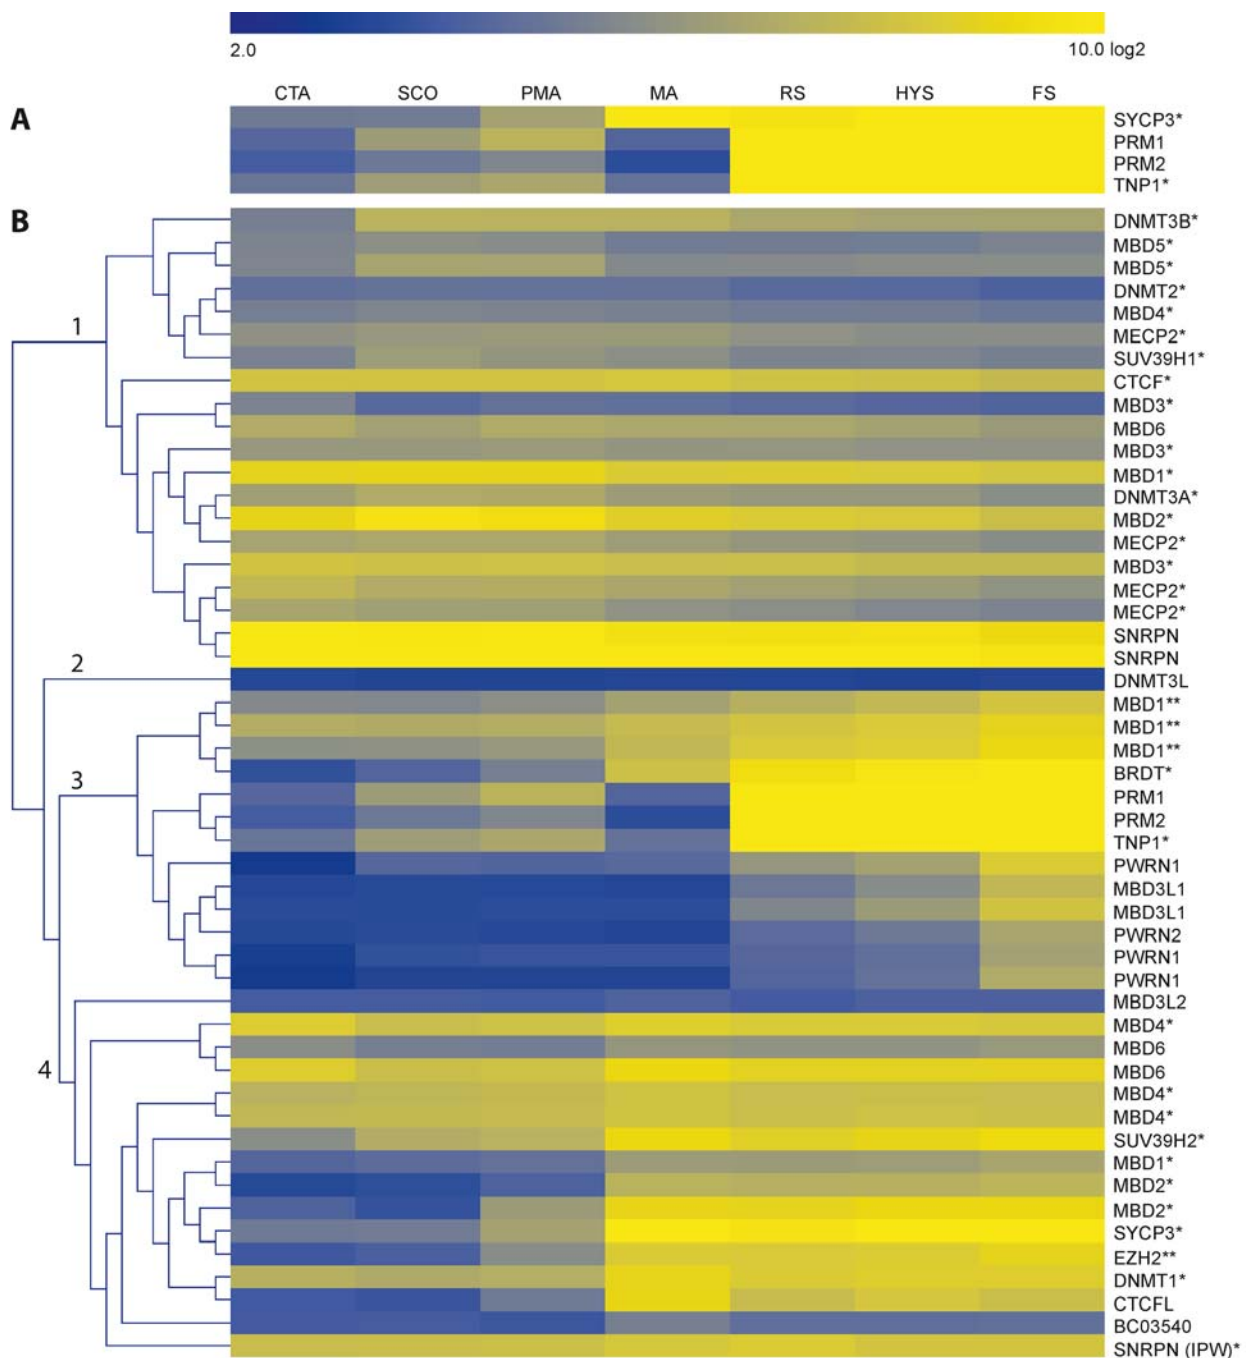 2.0 10.0 log2
CTA SCO PMA MA RS HYS FS
A
SYCP3*
PRM1
PRM2
TNP1*
B
DNMT3B*
MBD5*
MBD5*
DNMT2*
MBD4*
1
MECP2*
SUV39H1*
CTCF*
MBD3*
MBD6
MBD3*
MBD1*
DNMT3A*
MBD2*
MECP2*
MBD3*
MECP2*
MECP2*
SNRPN
SNRPN
2
DNMT3L
MBD1**
MBD1**
MBD1**
BRDT*
3
PRM1
PRM2
TNP1*
PWRN1
MBD3L1
MBD3L1
PWRN2
PWRN1
PWRN1
MBD3L2
MBD4*
MBD6
4
MBD6
MBD4*
MBD4*
SUV39H2*
MBD1*
MBD2*
MBD2*
SYCP3*
EZH2**
DNMT1*
CTCFL
BC03540
SNRPN (IPW)*